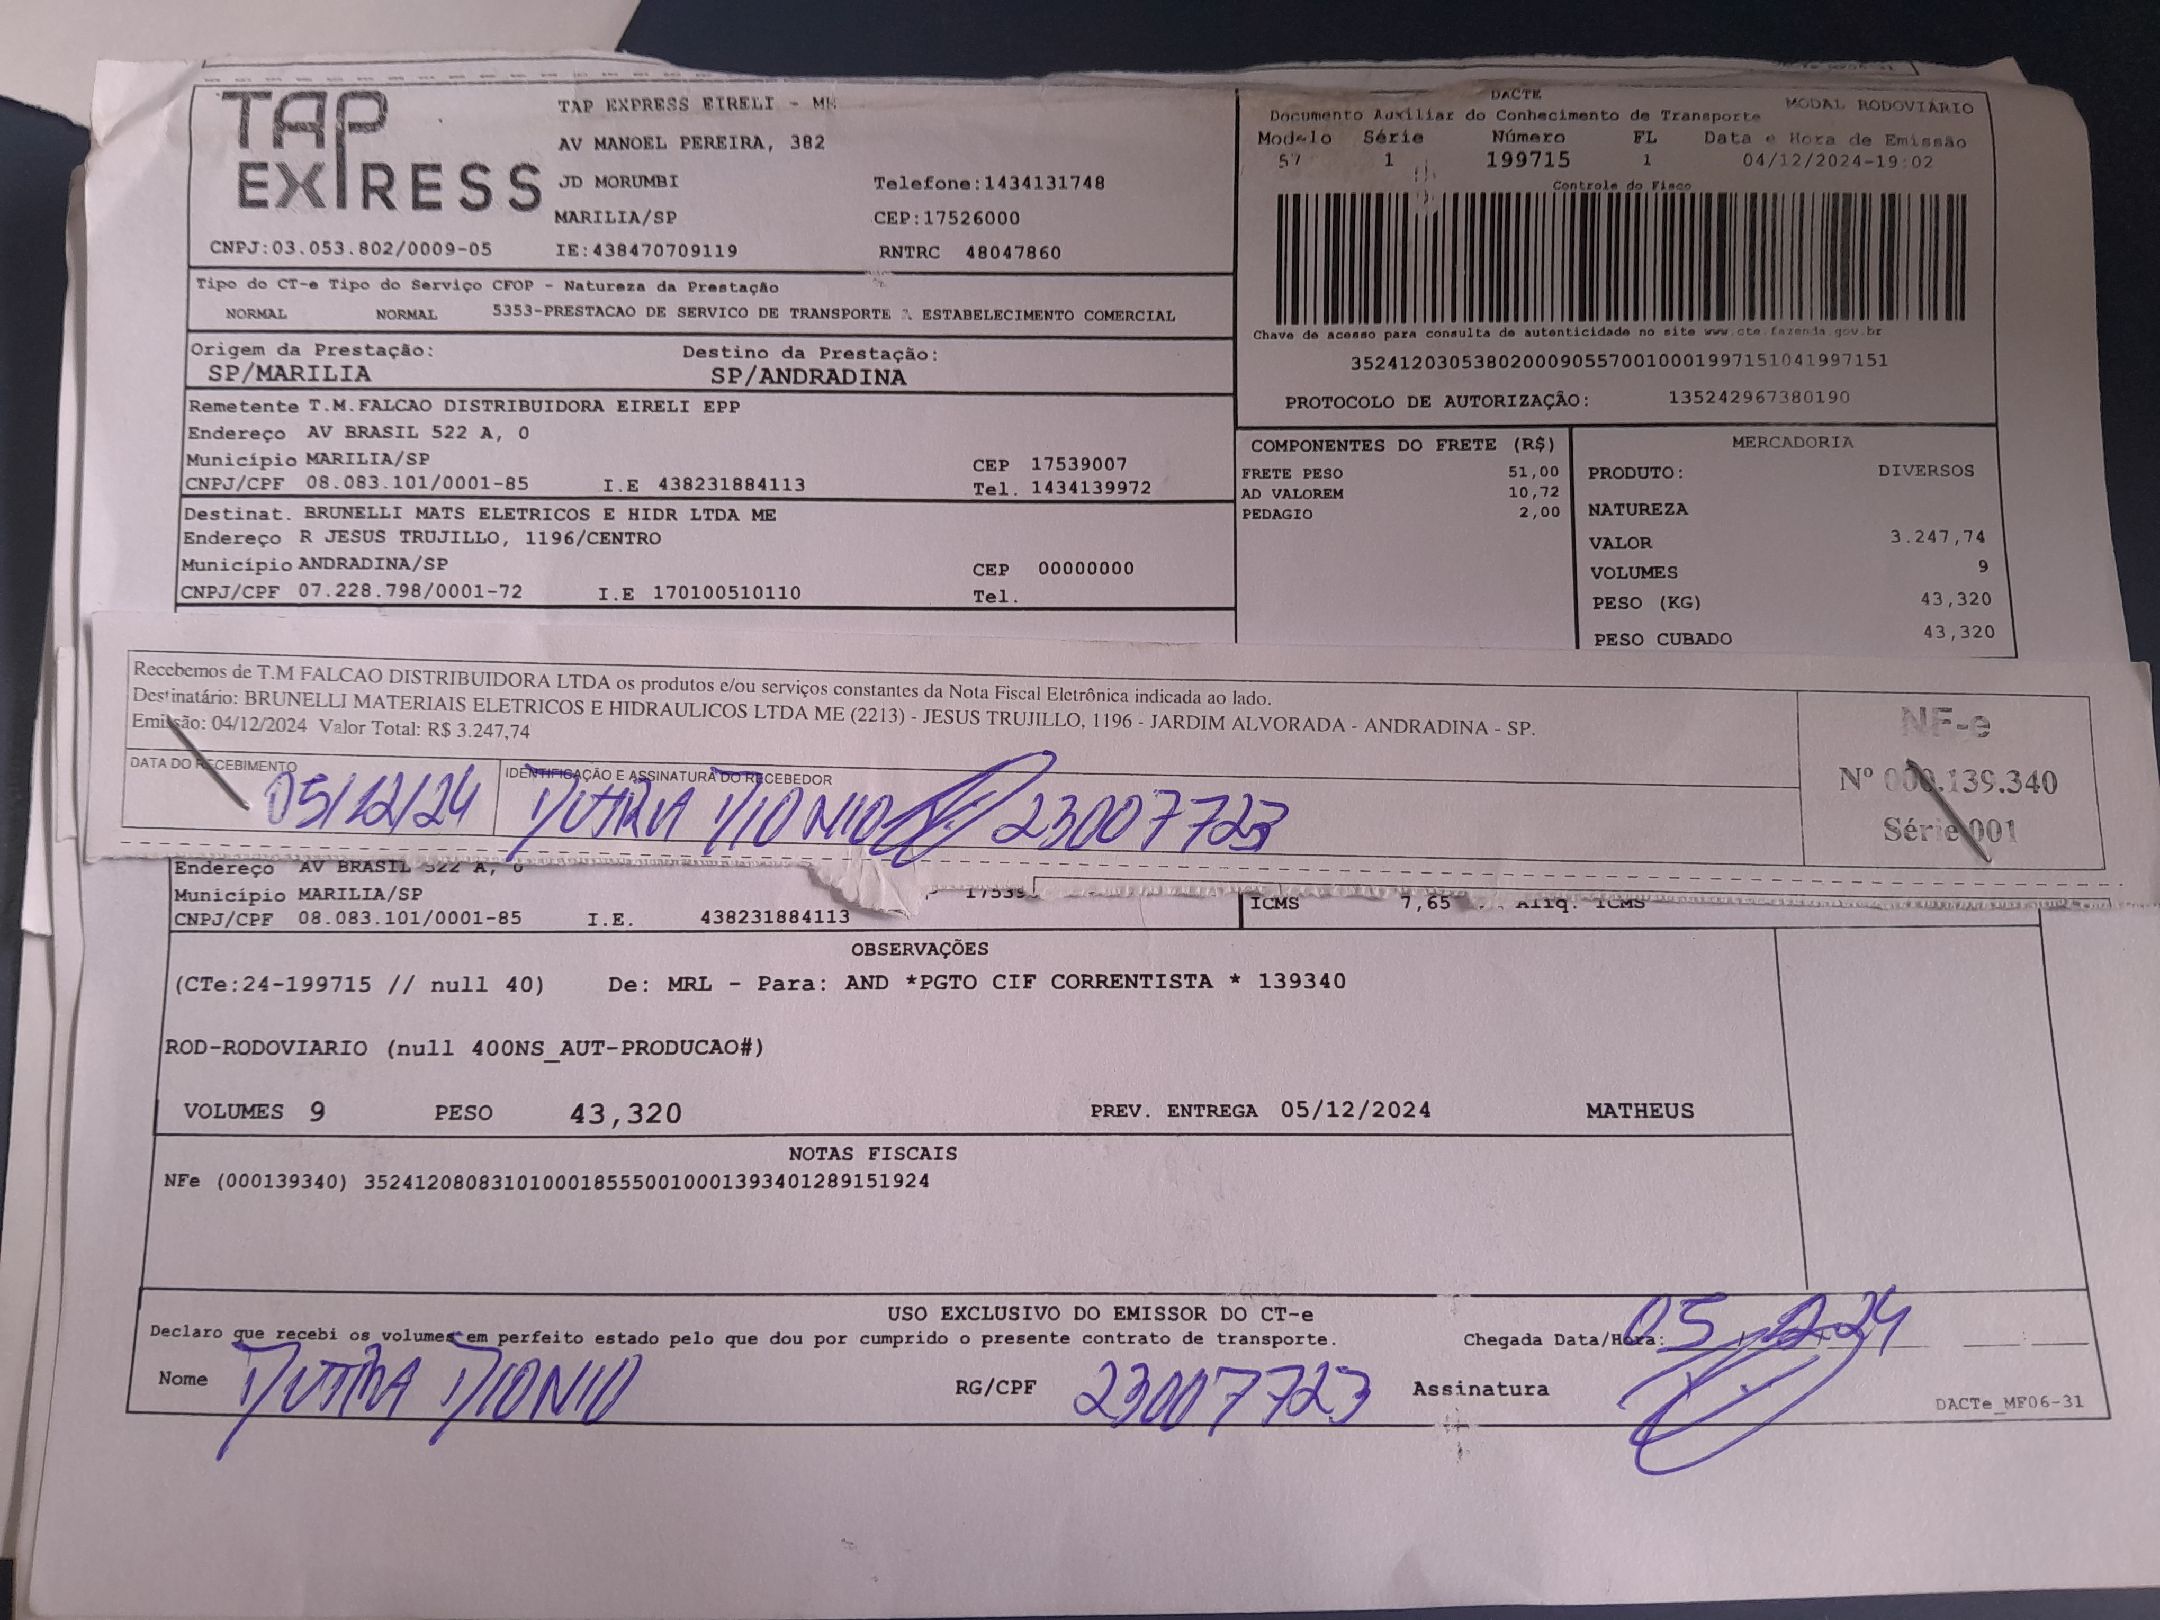 TAP EXPRESS
TAP EXPRESS EIRELI -
AV MANOEL PEREIRA, 382
JD MORUMBI Telefone:1434131748
MARILIA/SP CEP:17526000
CNPJ:03.053.802/0009-05 IE:438470709119 RNTRC 48047860
DACTE
Documento Auxiliar do Conhecimento de Transporte MODAL RODOVIÁRIO
Modelo Série Número FL Data e Hora de Emissão
57 1 199715 1 04/12/2024-19:02
Controle do Fisco
Chave de acesso para consulta de autenticidade no site www.cte.fazenda.gov.br
35241203053802000905570010001997151041997151
PROTOCOLO DE AUTORIZAÇÃO: 135242967380190
Tipo do CT-e Tipo do Serviço CFOP - Natureza da Prestação
NORMAL NORMAL 5353-PRESTACAO DE SERVICO DE TRANSPORTE A ESTABELECIMENTO COMERCIAL
Origem da Prestação: Destino da Prestação:
SP/MARILIA SP/ANDRADINA
Remetente T.M.FALCAO DISTRIBUIDORA EIRELI EPP
Endereço AV BRASIL 522 A, 0
Município MARILIA/SP CEP 17539007
CNPJ/CPF 08.083.101/0001-85 I.E 438231884113 Tel. 1434139972
Destinat. BRUNELLI MATS ELETRICOS E HIDR LTDA ME
Endereço R JESUS TRUJILLO, 1196/CENTRO
Município ANDRADINA/SP CEP 00000000
CNPJ/CPF 07.228.798/0001-72 I.E 170100510110 Tel.
COMPONENTES DO FRETE (R$)
FRETE PESO 51,00
AD VALOREM 10,72
PEDAGIO 2,00
MERCADORIA
PRODUTO: DIVERSOS
NATUREZA
VALOR 3.247,74
VOLUMES 9
PESO (KG) 43,320
PESO CUBADO 43,320
Recebemos de T.M FALCAO DISTRIBUIDORA LTDA os produtos e/ou serviços constantes da Nota Fiscal Eletrônica indicada ao lado.
Destinatário: BRUNELLI MATERIAIS ELETRICOS E HIDRAULICOS LTDA ME (2213) - JESUS TRUJILLO, 1196 - JARDIM ALVORADA - ANDRADINA - SP.
Emissão: 04/12/2024 Valor Total: R$ 3.247,74
DATA DO RECEBIMENTO IDENTIFICAÇÃO E ASSINATURA DO RECEBEDOR
05/12/24 DUTRA DIONIO 23007723
NF-e
Nº 000.139.340
Série 001
Endereço AV BRASIL 522 A, 0
Município MARILIA/SP
CNPJ/CPF 08.083.101/0001-85 I.E. 438231884113
ICMS 7,65 Aliq. ICMS
OBSERVAÇÕES
(CTe:24-199715 // null 40) De: MRL - Para: AND *PGTO CIF CORRENTISTA * 139340
ROD-RODOVIARIO (null 400NS_AUT-PRODUCAO#)
VOLUMES 9 PESO 43,320 PREV. ENTREGA 05/12/2024 MATHEUS
NOTAS FISCAIS
NFe (000139340) 35241208083101000185550010001393401289151924
USO EXCLUSIVO DO EMISSOR DO CT-e
Declaro que recebi os volumes em perfeito estado pelo que dou por cumprido o presente contrato de transporte. Chegada Data/Hora: 05 12 24
Nome DUTRA DIONIO RG/CPF 23007723 Assinatura
DACTe_MF06-31